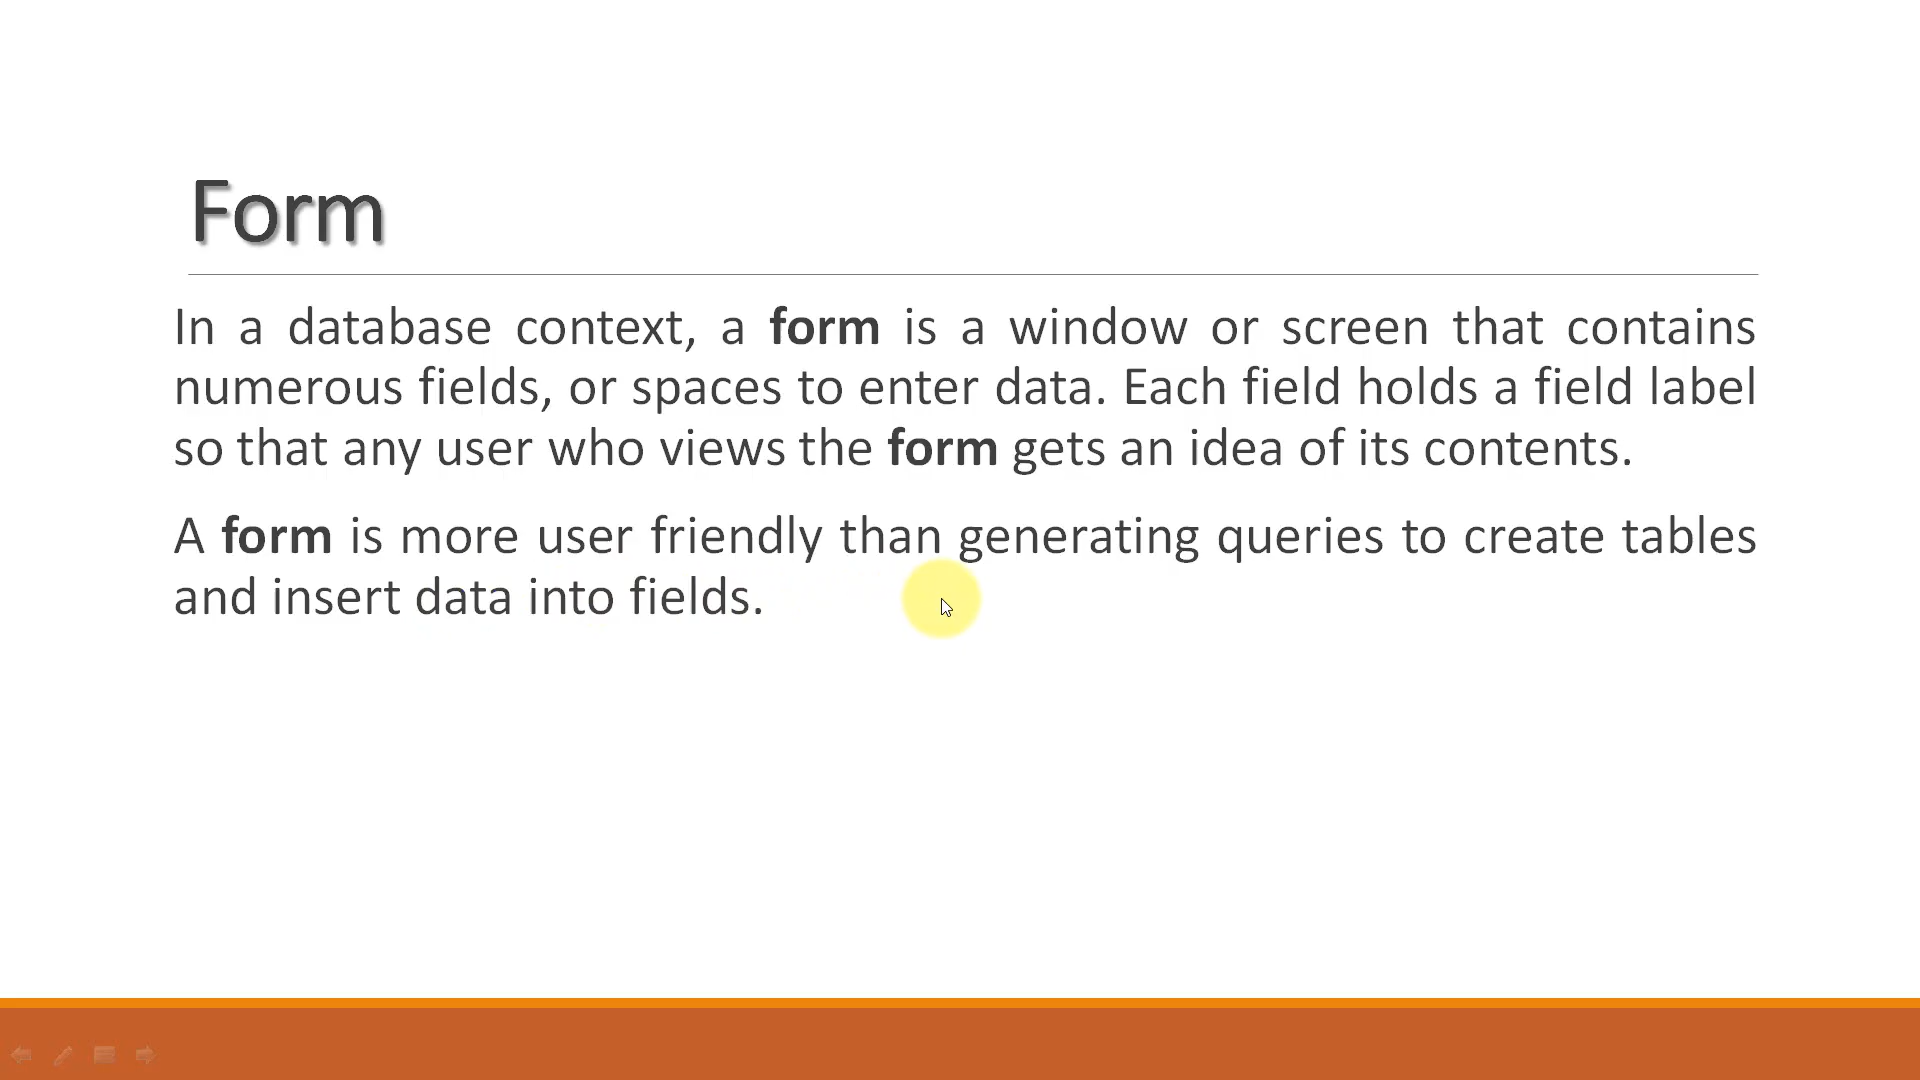 Form
In a database context, a form is a window or screen that contains
numerous fields, or spaces to enter data. Each field holds a field label
so that any user who views the form gets an idea of its contents.
A form is more user friendly than generating queries to create tables
and insert data into fields.